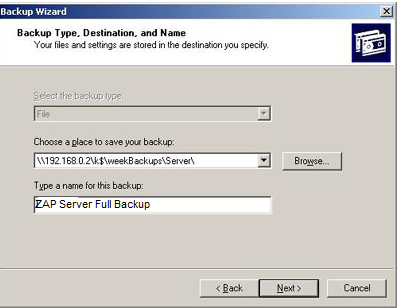 Backup Wizard
Backup Type, Destination, and Name
Your files and settings are stored in the destination you specify.
Select the backup type:
File
Choose a place to save your backup:
\\192.168.0.2\k$\weekBackups\Server\
Browse...
Type a name for this backup:
ZAP Server Full Backup
< Back
Next >
Cancel